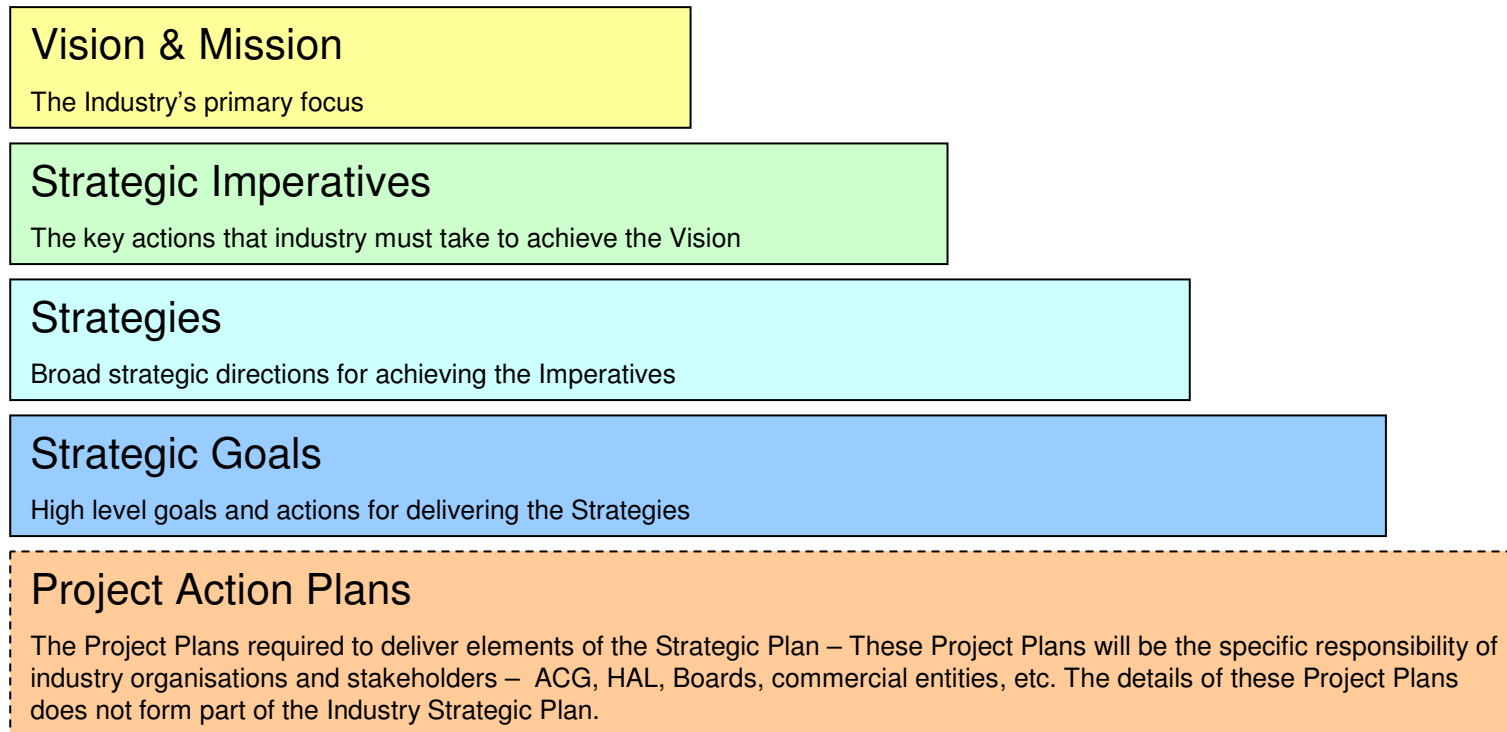 Vision & Mission
The Industry’s primary focus
Strategic Imperatives
The key actions that industry must take to achieve the Vision
Strategies
Broad strategic directions for achieving the Imperatives
Strategic Goals
High level goals and actions for delivering the Strategies
Project Action Plans
The Project Plans required to deliver elements of the Strategic Plan – These Project Plans will be the specific responsibility of
industry organisations and stakeholders –  ACG, HAL, Boards, commercial entities, etc. The details of these Project Plans
does not form part of the Industry Strategic Plan.